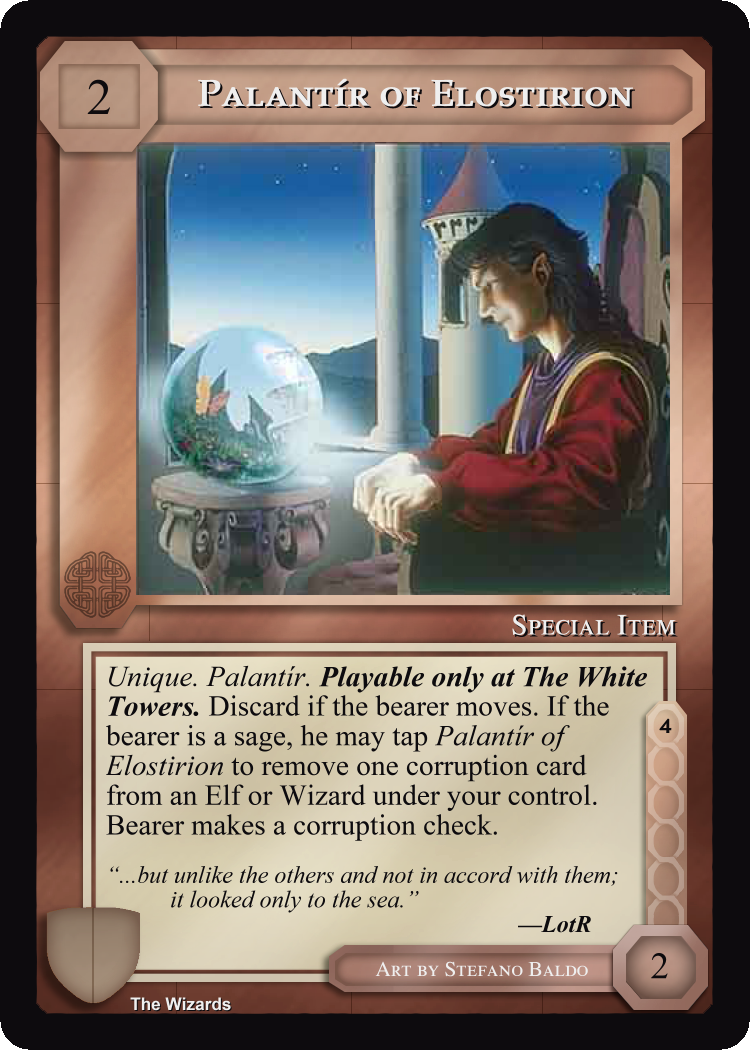 2
Palantír of Elostirion
Special Item
Unique. Palantír. Playable only at The White
Towers. Discard if the bearer moves. If the
bearer is a sage, he may tap Palantír of
Elostirion to remove one corruption card
from an Elf or Wizard under your control.
Bearer makes a corruption check.
4
“...but unlike the others and not in accord with them;
it looked only to the sea.”
—LotR
Art by Stefano Baldo
2
The Wizards